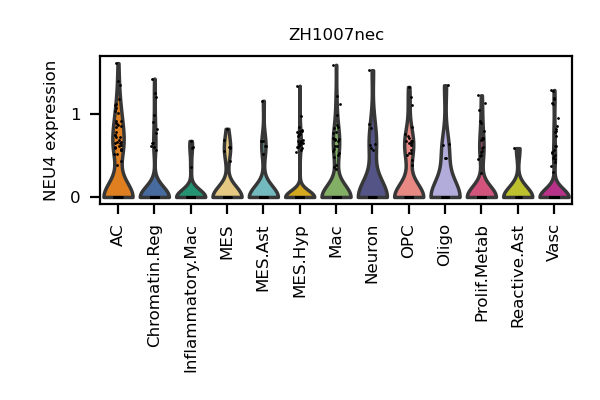 ZH1007nec
NEU4 expression
1
0
AC
Chromatin.Reg
Inflammatory.Mac
MES
MES.Ast
MES.Hyp
Mac
Neuron
OPC
Oligo
Prolif.Metab
Reactive.Ast
Vasc